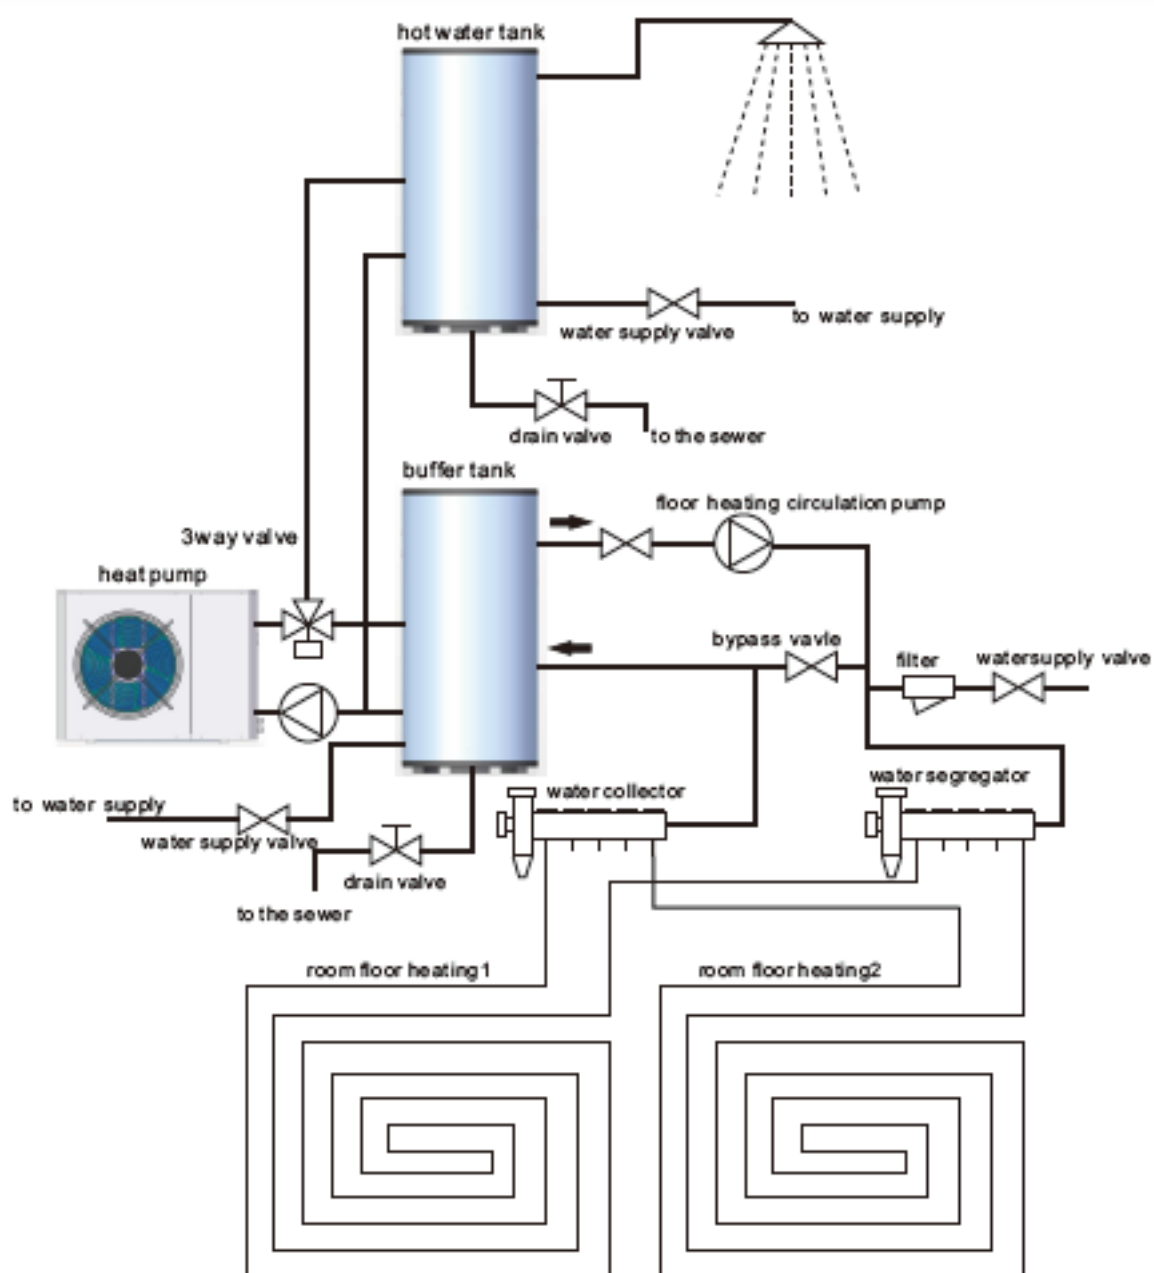 hot water tank
to water supply
water supply valve
drain valve
to the sewer
buffer tank
floor heating circulation pump
3way valve
heat pump
bypass vavle
filter
watersupply valve
water segregator
water collector
to water supply
water supply valve
drain valve
to the sewer
room floor heating1
room floor heating2